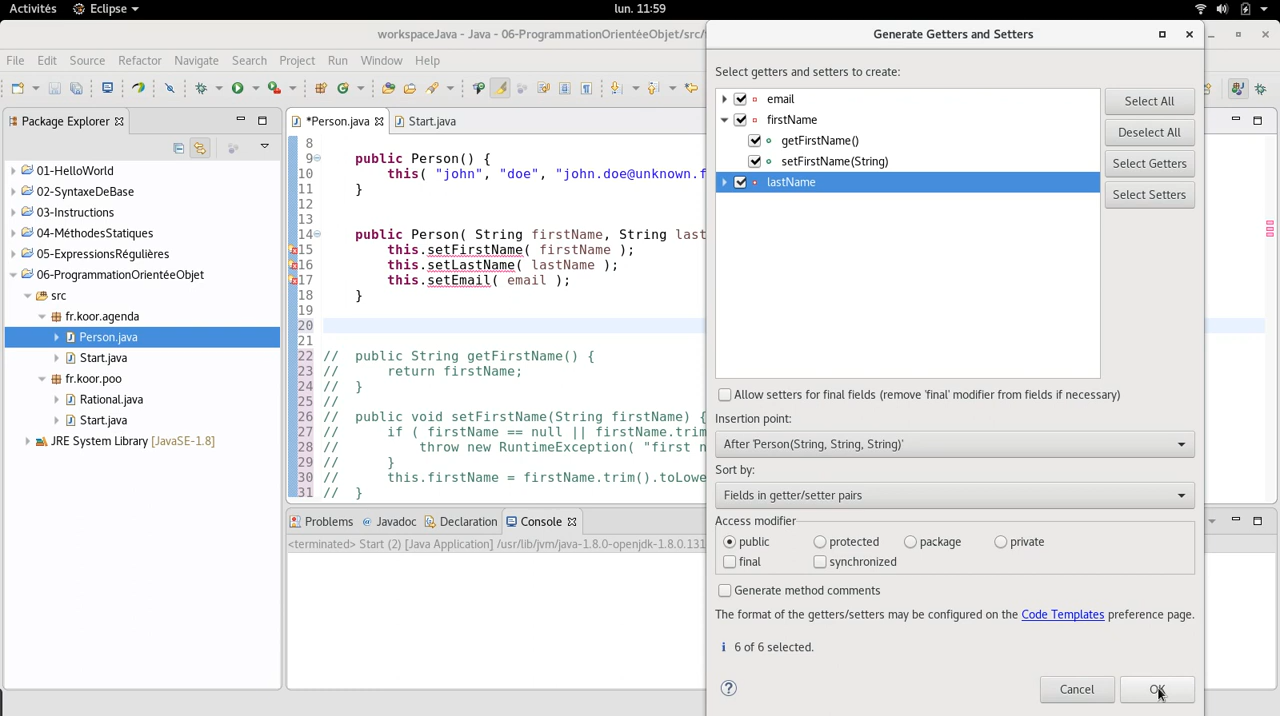 Activités
Eclipse
lun. 11:59
workspaceJava - Java - 06-ProgrammationOrientéeObjet/src/
File Edit Source Refactor Navigate Search Project Run Window Help
Package Explorer
01-HelloWorld
02-SyntaxeDeBase
03-Instructions
04-MéthodesStatiques
05-ExpressionsRégulières
06-ProgrammationOrientéeObjet
src
fr.koor.agenda
Person.java
Start.java
fr.koor.poo
Rational.java
Start.java
JRE System Library [JavaSE-1.8]
*Person.java
Start.java
8
9 public Person() {
10 this( "john", "doe", "john.doe@unknown.f
11 }
12
13
14 public Person( String firstName, String last
15 this.setFirstName( firstName );
16 this.setLastName( lastName );
17 this.setEmail( email );
18 }
19
20
21
22 // public String getFirstName() {
23 // return firstName;
24 // }
25 //
26 // public void setFirstName(String firstName) {
27 // if ( firstName == null || firstName.trim
28 // throw new RuntimeException( "first n
29 // }
30 // this.firstName = firstName.trim().toLowe
31 // }
Problems Javadoc Declaration Console
<terminated> Start (2) [Java Application] /usr/lib/jvm/java-1.8.0-openjdk-1.8.0.131
Generate Getters and Setters
Select getters and setters to create:
email
firstName
getFirstName()
setFirstName(String)
lastName
Select All
Deselect All
Select Getters
Select Setters
Allow setters for final fields (remove 'final' modifier from fields if necessary)
Insertion point:
After 'Person(String, String, String)'
Sort by:
Fields in getter/setter pairs
Access modifier
public protected package private
final synchronized
Generate method comments
The format of the getters/setters may be configured on the Code Templates preference page.
6 of 6 selected.
Cancel
OK